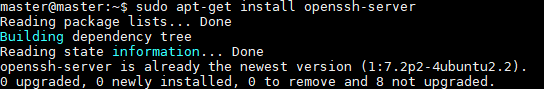 master@master:~$ sudo apt-get install openssh-server
Reading package lists... Done
Building dependency tree
Reading state information... Done
openssh-server is already the newest version (1:7.2p2-4ubuntu2.2).
0 upgraded, 0 newly installed, 0 to remove and 8 not upgraded.